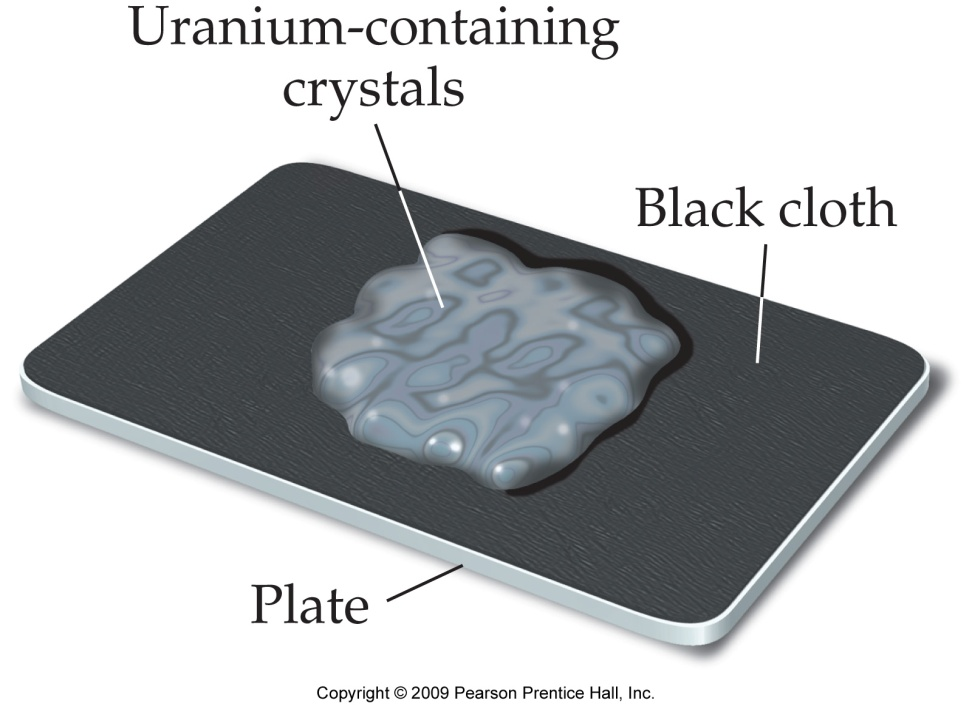 Uranium-containing
crystals
Black cloth
Plate
Copyright © 2009 Pearson Prentice Hall, Inc.